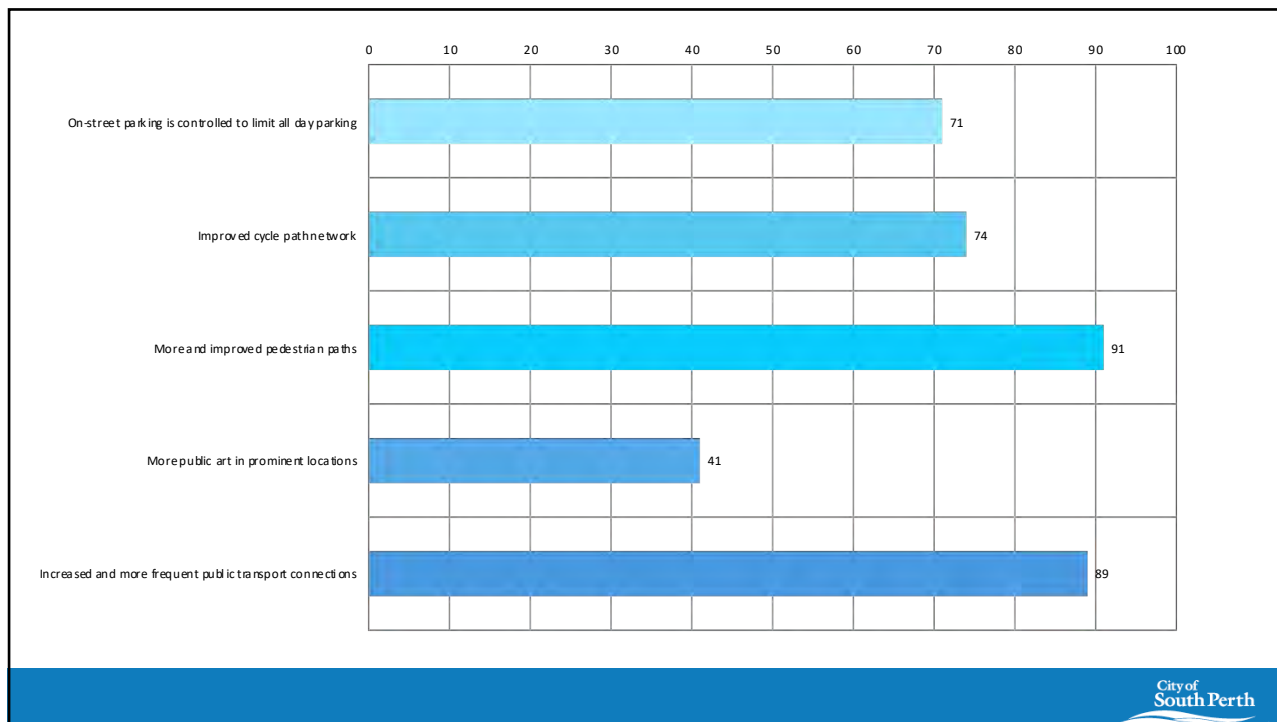 0 10 20 30 40 50 60 70 80 90 100
On-street parking is controlled to limit all day parking 71
Improved cycle path network 74
More and improved pedestrian paths 91
More public art in prominent locations 41
Increased and more frequent public transport connections 89
City of
South Perth